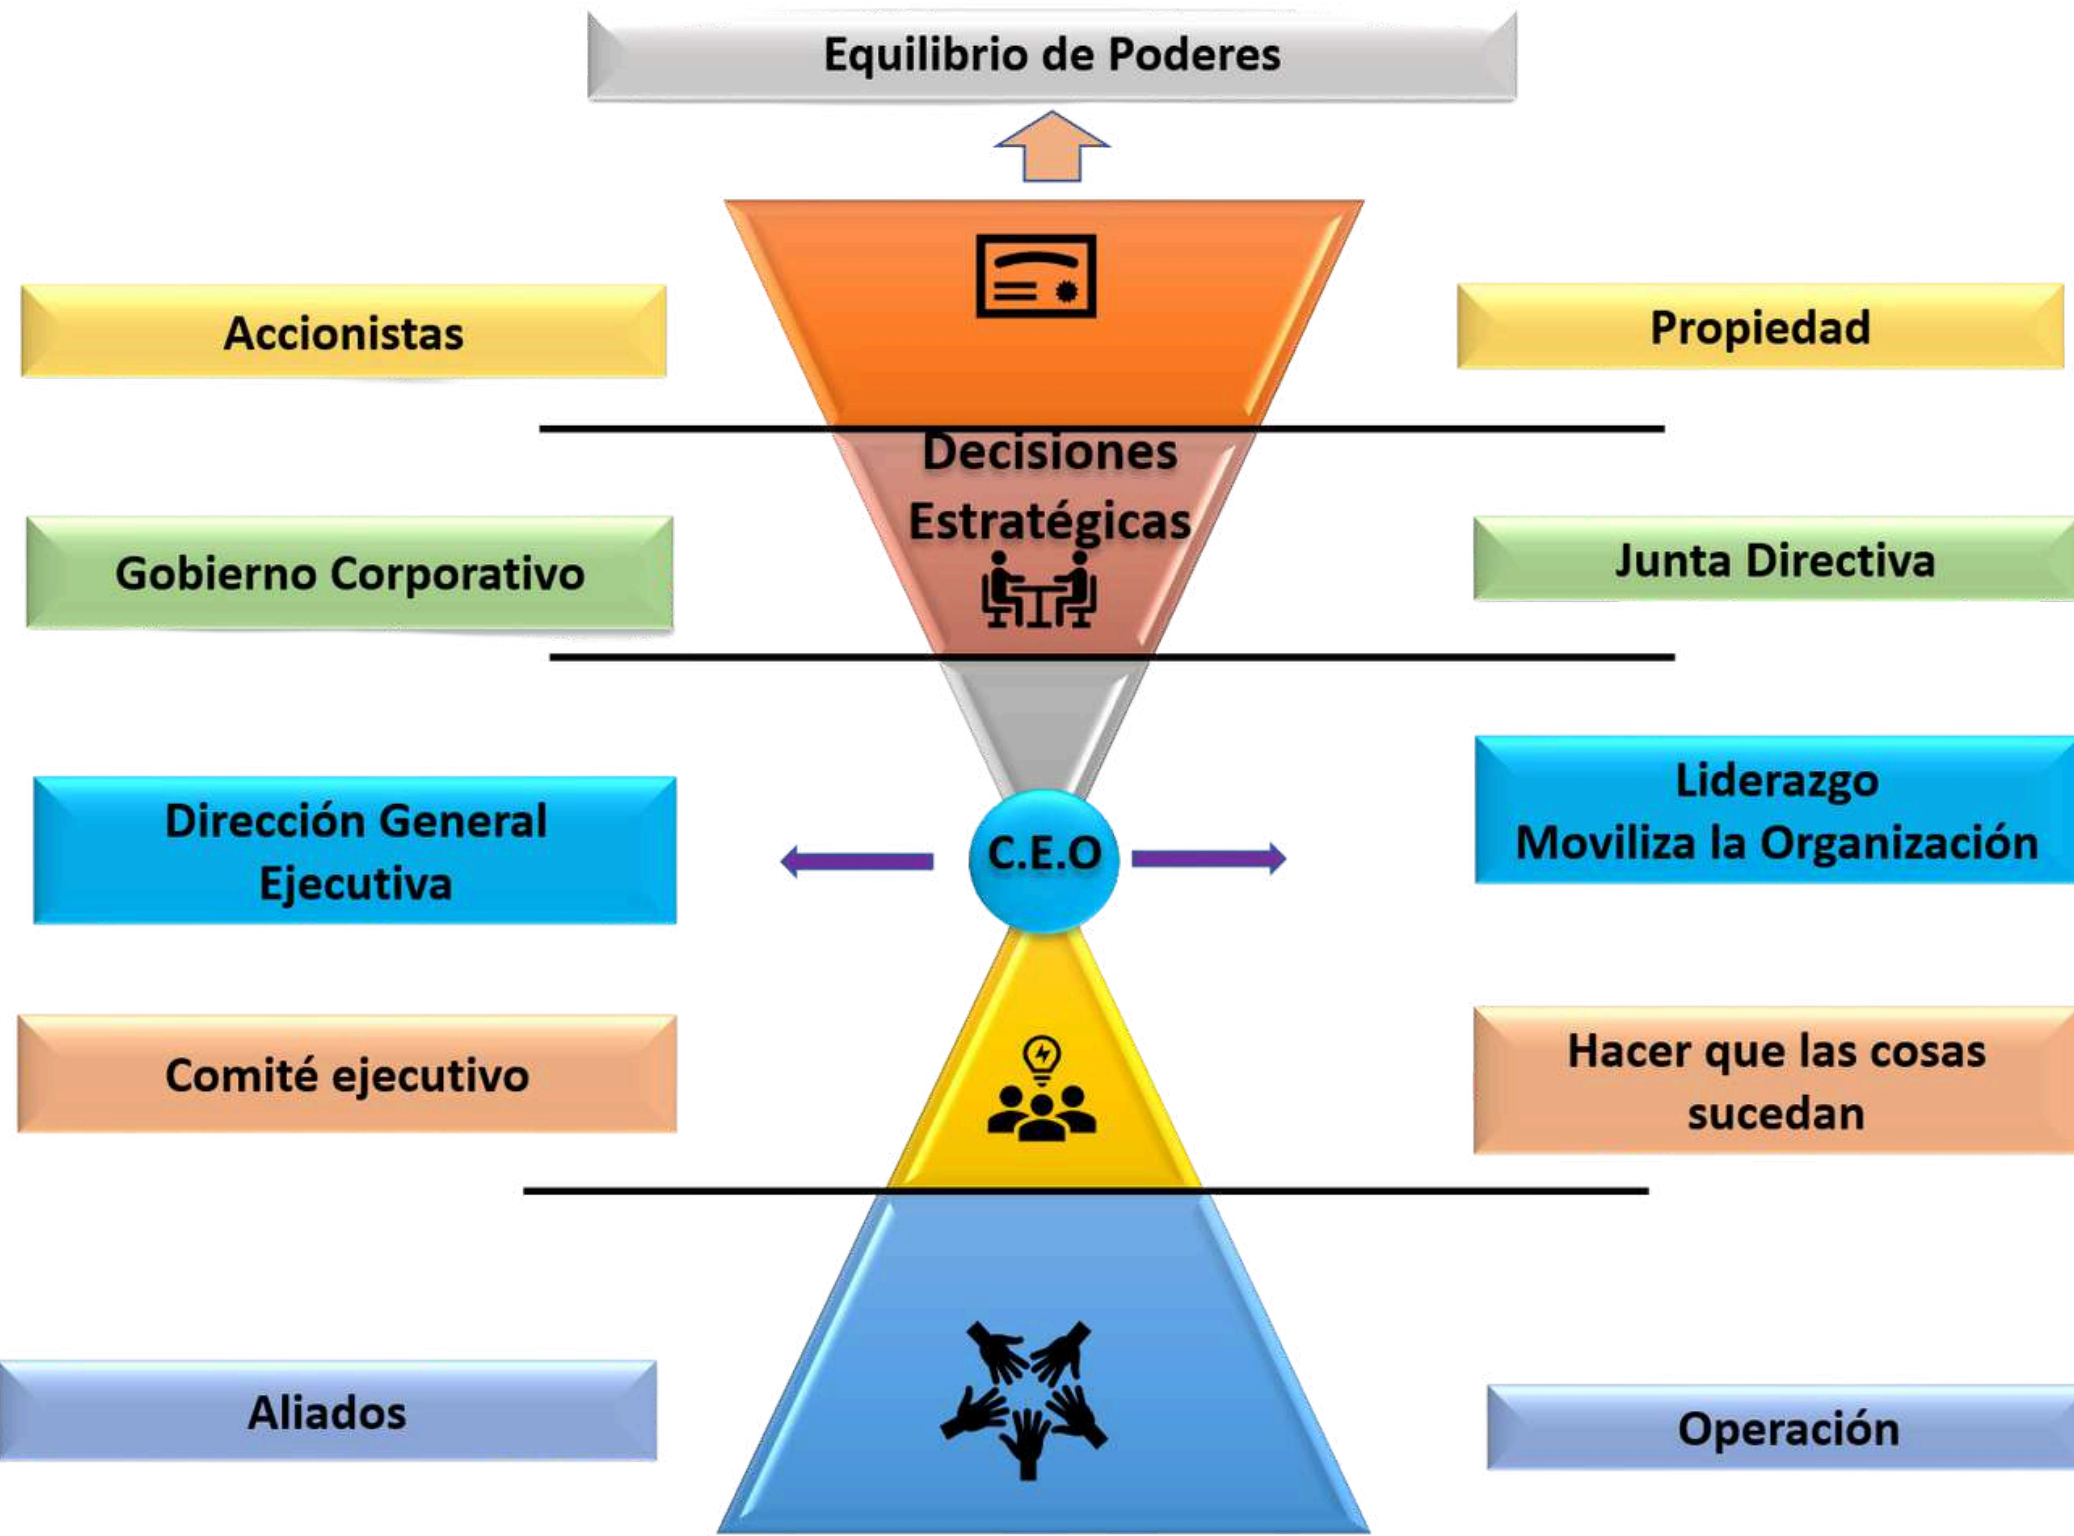 Equilibrio de Poderes
Accionistas
Propiedad
Decisiones
Estratégicas
Gobierno Corporativo
Junta Directiva
Dirección General
Ejecutiva
C.E.O
Liderazgo
Moviliza la Organización
Comité ejecutivo
Hacer que las cosas
sucedan
Aliados
Operación